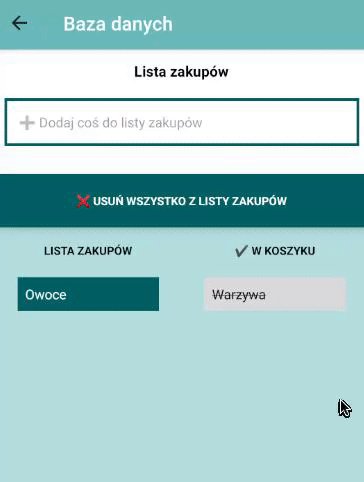 Baza danych
Lista zakupów
➕ Dodaj coś do listy zakupów
❌ USUŃ WSZYSTKO Z LISTY ZAKUPÓW
LISTA ZAKUPÓW
✔ W KOSZYKU
Owoce
Warzywa